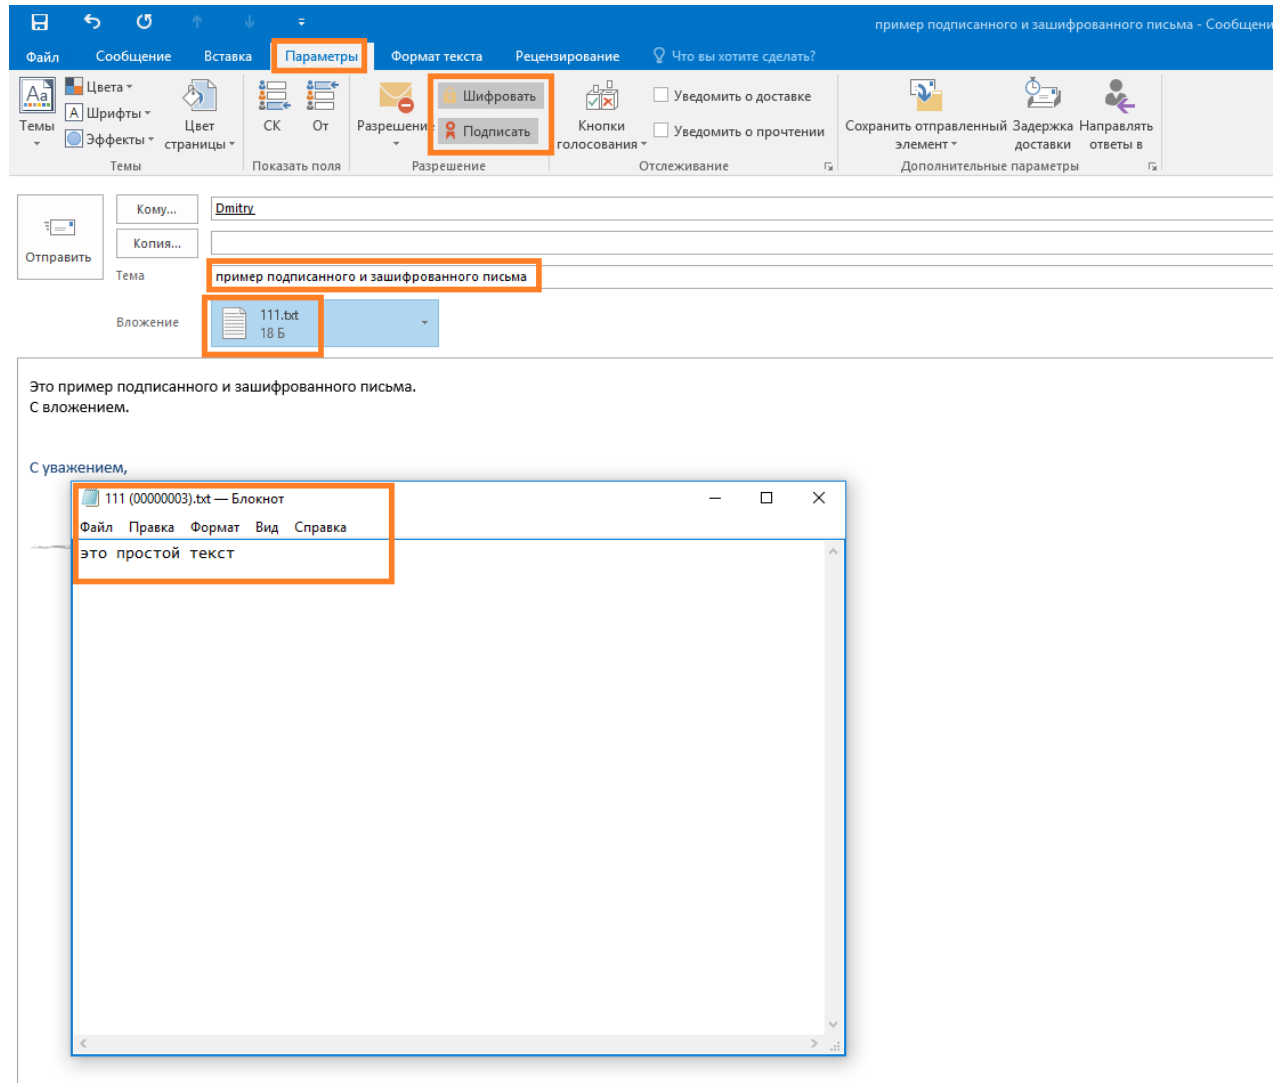 пример подписанного и зашифрованного письма - Сообщени
Файл Сообщение Вставка Параметры Формат текста Рецензирование Что вы хотите сделать?
Aa Цвета Шифровать Уведомить о доставке
A Шрифты
Темы Цвет СК От Разрешени Кнопки Сохранить отправленный Задержка Направлять
Эффекты страницы Подписать голосования Уведомить о прочтении элемент доставки ответы в
Темы Показать поля Разрешение Отслеживание Дополнительные параметры
Кому... Dmitry
Копия...
Отправить
Тема пример подписанного и зашифрованного письма
Вложение 111.txt
18 Б
Это пример подписанного и зашифрованного письма.
С вложением.
С уважением,
111 (00000003).txt — Блокнот
Файл Правка Формат Вид Справка
это простой текст